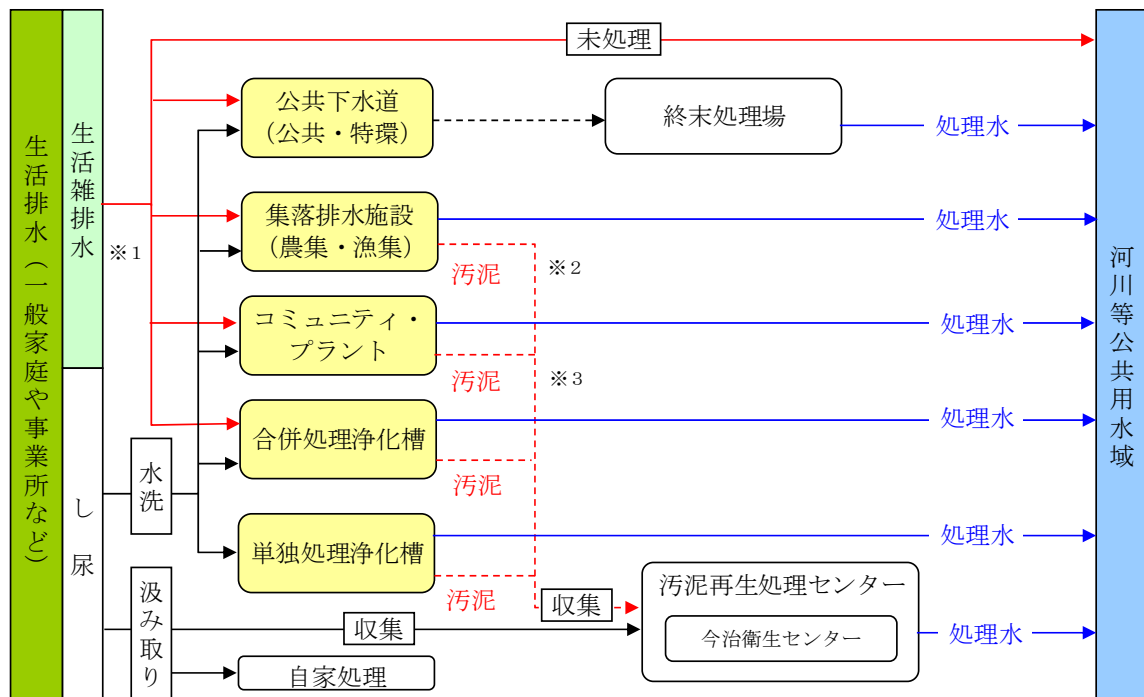 生活排水（一般家庭や事業所など）
生活雑排水
し尿
※1
水洗
汲み取り
未処理
公共下水道
（公共・特環）
終末処理場
処理水
集落排水施設
（農集・漁集）
処理水
汚泥
※2
コミュニティ・
プラント
処理水
汚泥
※3
合併処理浄化槽
処理水
汚泥
単独処理浄化槽
処理水
汚泥
収集
収集
自家処理
汚泥再生処理センター
今治衛生センター
処理水
河川等公共用水域